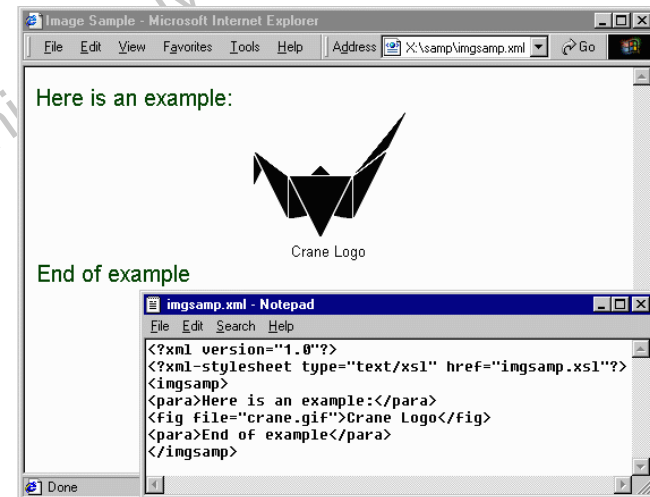 Image Sample - Microsoft Internet Explorer
File Edit View Favorites Tools Help Address X:\samp\imgsamp.xml Go
Here is an example:
Crane Logo
End of example
imgsamp.xml - Notepad
File Edit Search Help
<?xml version="1.0"?>
<?xml-stylesheet type="text/xsl" href="imgsamp.xsl"?>
<imgsamp>
<para>Here is an example:</para>
<fig file="crane.gif">Crane Logo</fig>
<para>End of example</para>
</imgsamp>
Done